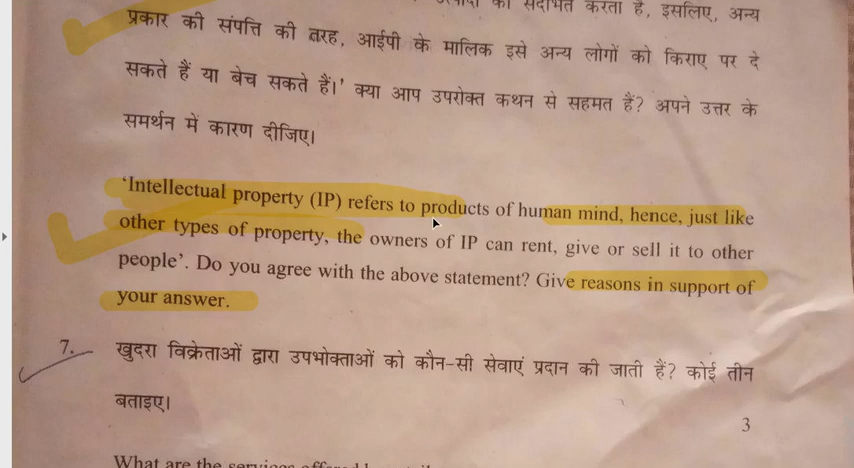 को संदर्भित करता है, इसलिए, अन्य
प्रकार की संपत्ति की तरह, आईपी के मालिक इसे अन्य लोगों को किराए पर दे
सकते हैं या बेच सकते हैं।' क्या आप उपरोक्त कथन से सहमत हैं? अपने उत्तर के
समर्थन में कारण दीजिए।
'Intellectual property (IP) refers to products of human mind, hence, just like
other types of property, the owners of IP can rent, give or sell it to other
people'. Do you agree with the above statement? Give reasons in support of
your answer.
7. खुदरा विक्रेताओं द्वारा उपभोक्ताओं को कौन-सी सेवाएं प्रदान की जाती हैं? कोई तीन
बताइए।
3
What are the services